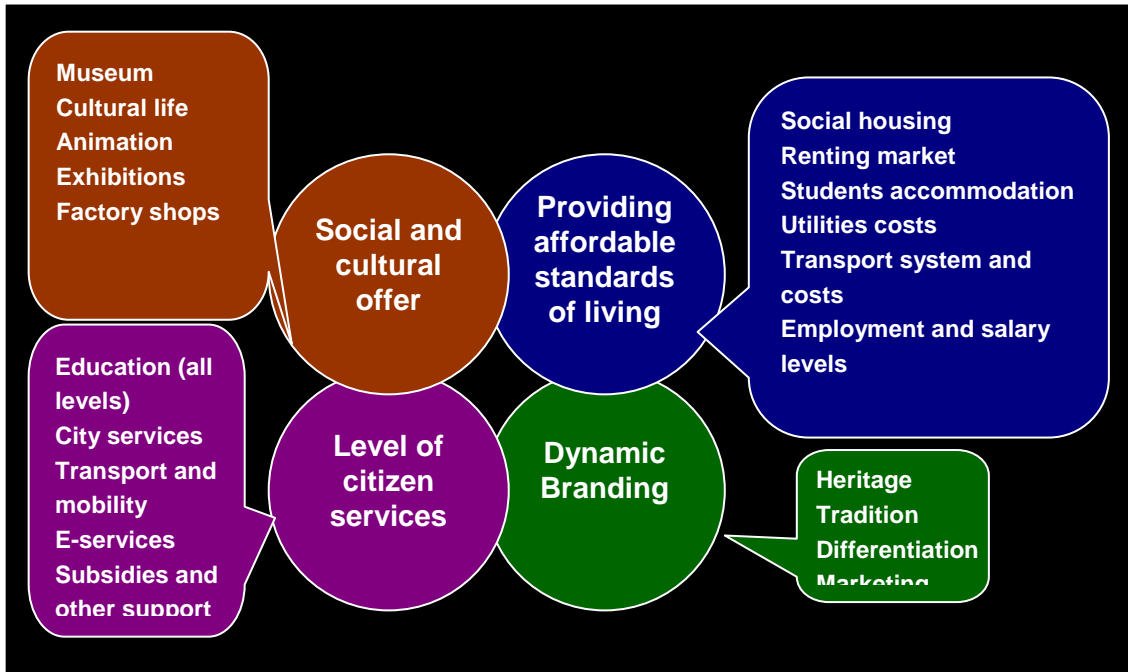 Museum
Cultural life
Animation
Exhibitions
Factory shops
Social and
cultural
offer
Providing
affordable
standards
of living
Social housing
Renting market
Students accommodation
Utilities costs
Transport system and
costs
Employment and salary
levels
Education (all
levels)
City services
Transport and
mobility
E-services
Subsidies and
other support
Level of
citizen
services
Dynamic
Branding
Heritage
Tradition
Differentiation
Marketing